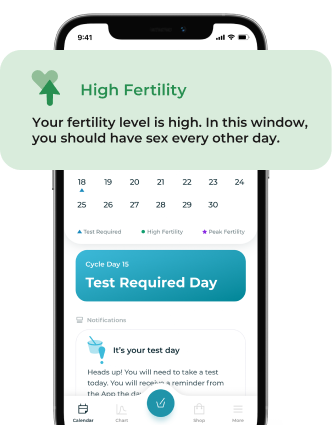 9:41
High Fertility
Your fertility level is high. In this window,
you should have sex every other day.
18 19 20 21 22 23 24
25 26 27 28 29 30
Test Required High Fertility Peak Fertility
Cycle Day 15
Test Required Day
Notifications
It's your test day
Heads up! You will need to take a test
today. You will receive a reminder from
the App the day
Calendar Chart Shop More